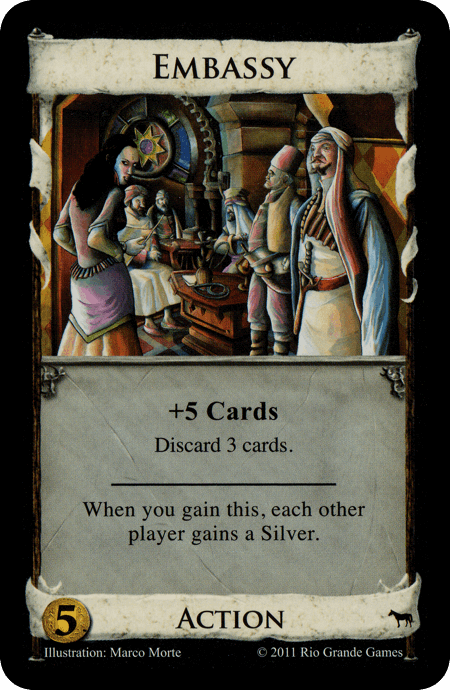 EMBASSY
+5 Cards
Discard 3 cards.
When you gain this, each other
player gains a Silver.
5
ACTION
Illustration: Marco Morte
© 2011 Rio Grande Games